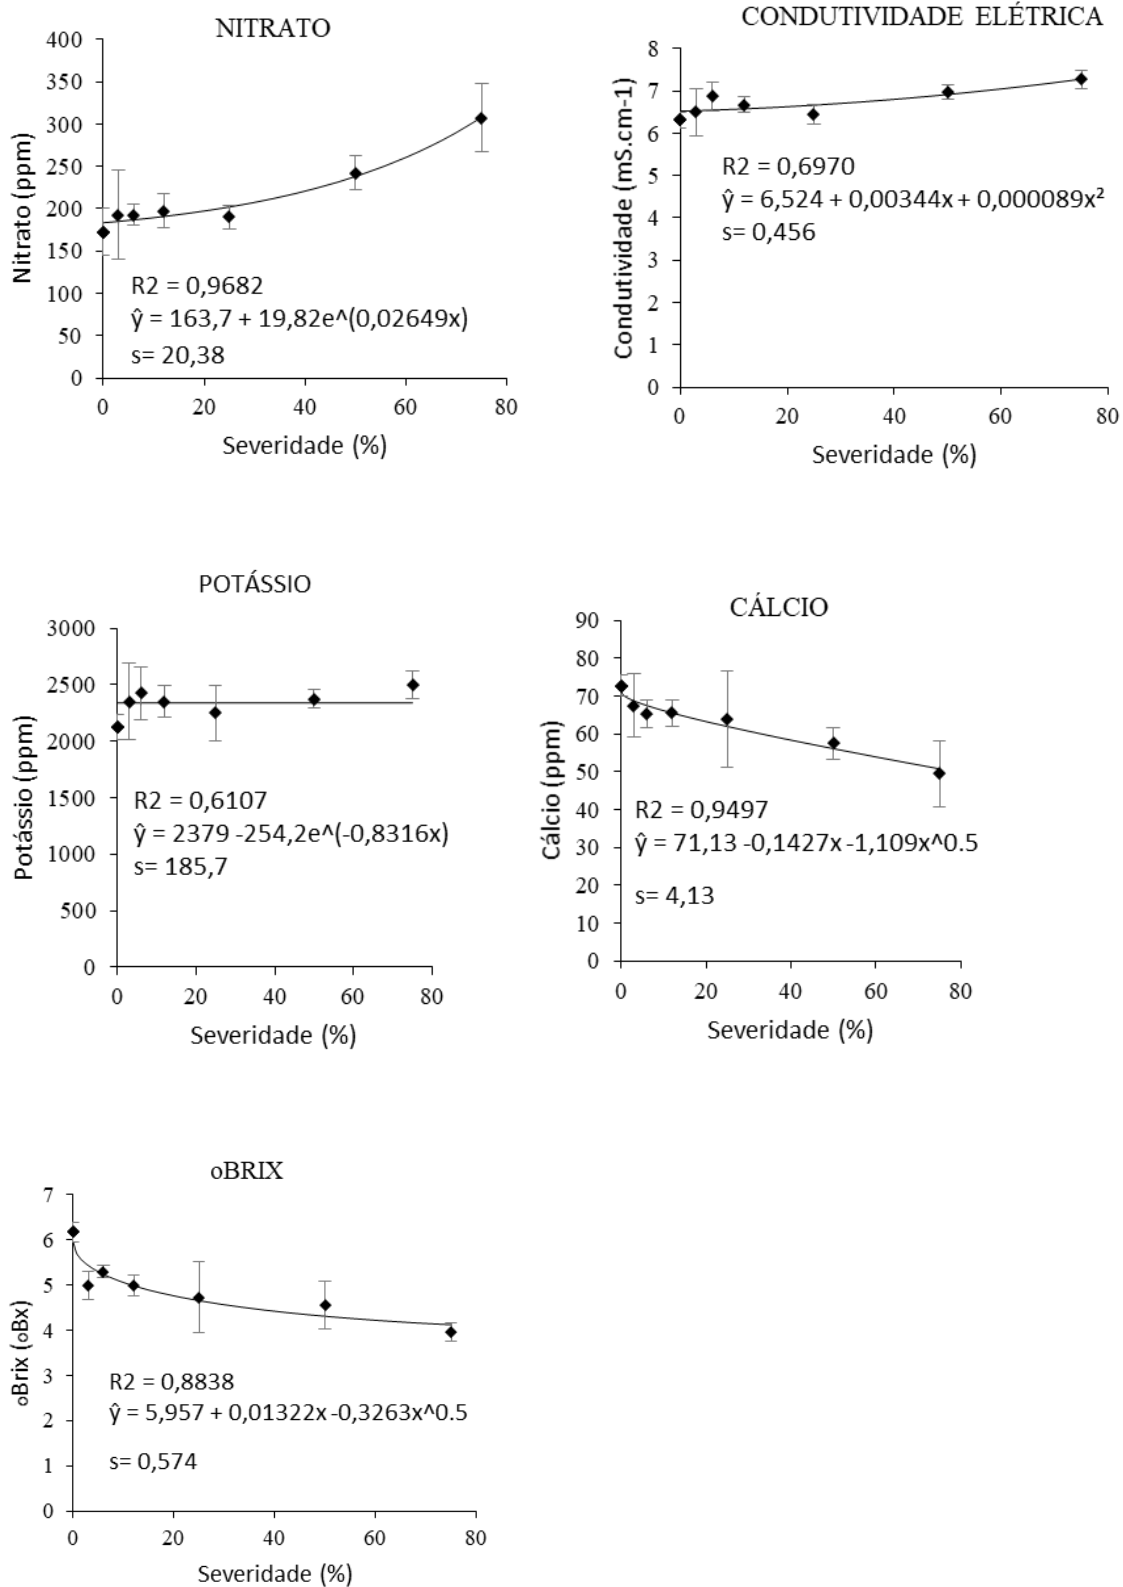 NITRATO
400
350
300
250
200
150
100
50
0
Nitrato (ppm)
R2 = 0,9682
ŷ = 163,7 + 19,82e^(0,02649x)
s= 20,38
0 20 40 60 80
Severidade (%)
CONDUTIVIDADE ELÉTRICA
8
7
6
5
4
3
2
1
0
Condutividade (mS.cm-1)
R2 = 0,6970
ŷ = 6,524 + 0,00344x + 0,000089x²
s= 0,456
0 20 40 60 80
Severidade (%)
POTÁSSIO
3000
2500
2000
1500
1000
500
0
Potássio (ppm)
R2 = 0,6107
ŷ = 2379 -254,2e^(-0,8316x)
s= 185,7
0 20 40 60 80
Severidade (%)
CÁLCIO
90
80
70
60
50
40
30
20
10
0
Cálcio (ppm)
R2 = 0,9497
ŷ = 71,13 -0,1427x -1,109x^0.5
s= 4,13
0 20 40 60 80
Severidade (%)
oBRIX
7
6
5
4
3
2
1
0
oBrix (oBx)
R2 = 0,8838
ŷ = 5,957 + 0,01322x -0,3263x^0.5
s= 0,574
0 20 40 60 80
Severidade (%)